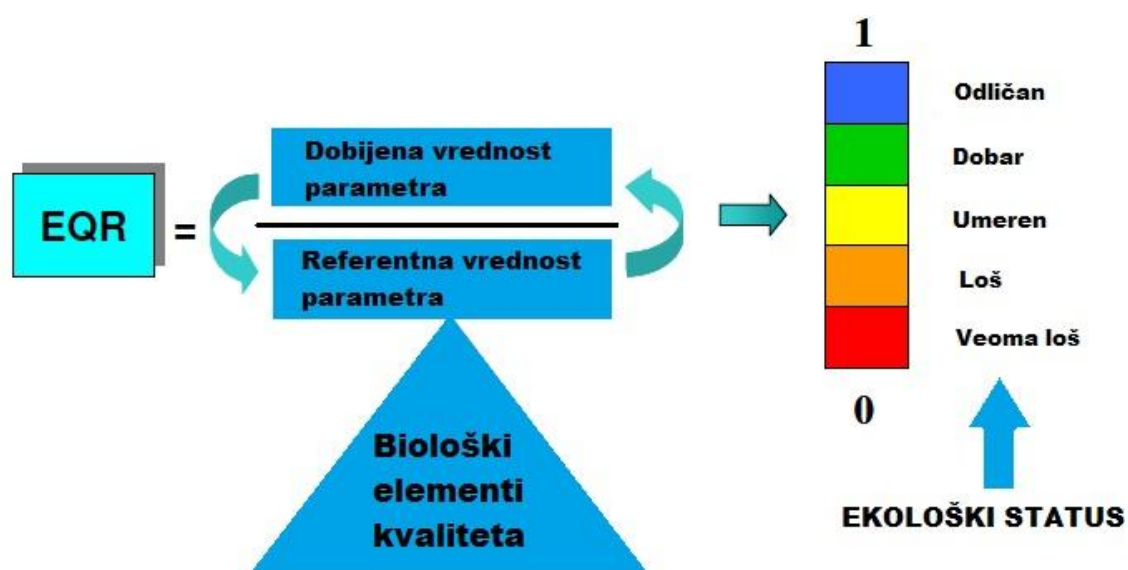 EQR
=
Dobijena vrednost
parametra
Referentna vrednost
parametra
Biološki
elementi
kvaliteta
1
Odličan
Dobar
Umeren
Loš
Veoma loš
0
EKOLOŠKI STATUS